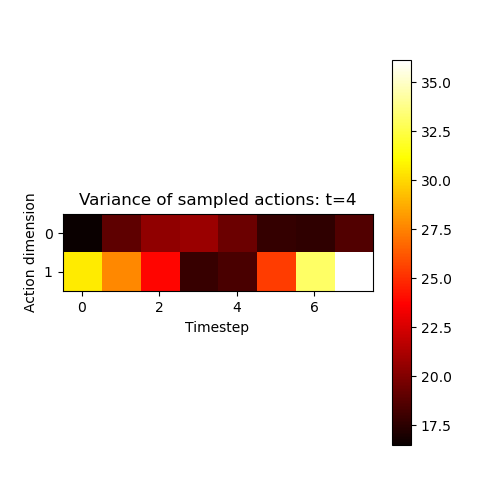 Variance of sampled actions: t=4
Action dimension
0
1
0 2 4 6
Timestep
35.0
32.5
30.0
27.5
25.0
22.5
20.0
17.5